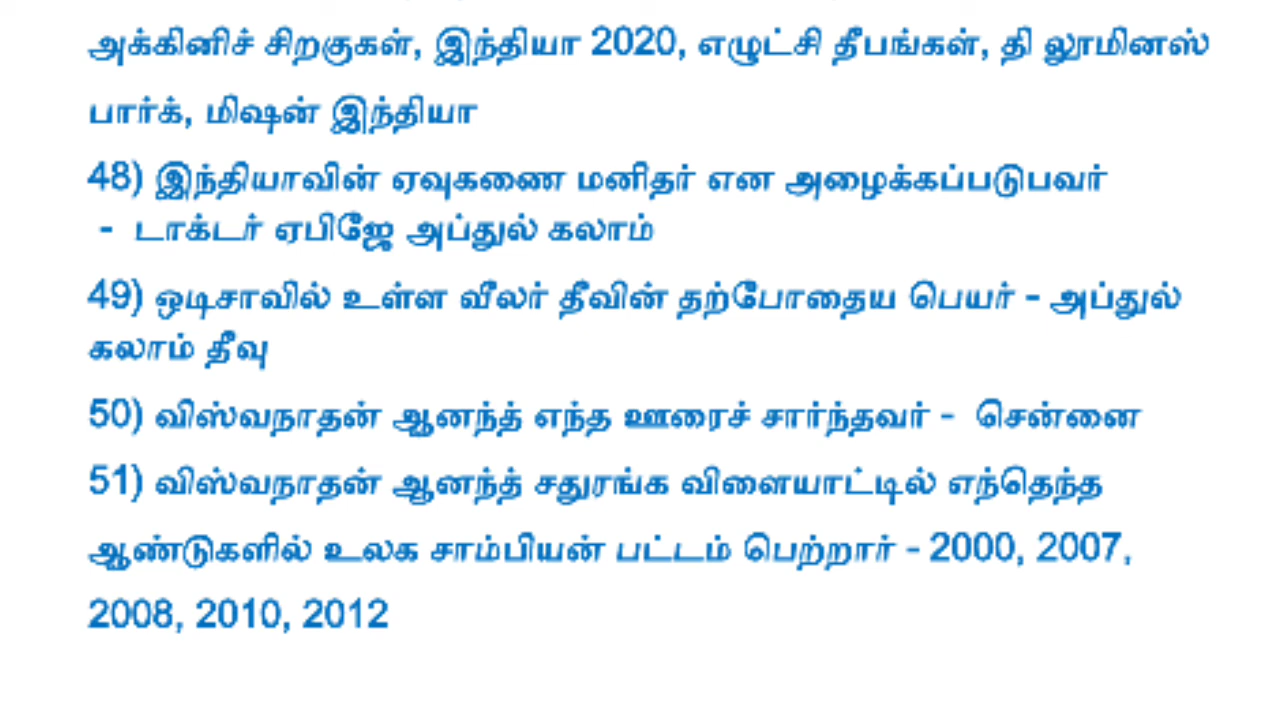 அக்கினிச் சிறகுகள், இந்தியா 2020, எழுட்சி தீபங்கள், தி லூமினஸ்
பார்க், மிஷன் இந்தியா
48) இந்தியாவின் ஏவுகணை மனிதர் என அழைக்கப்படுபவர்
- டாக்டர் ஏபிஜே அப்துல் கலாம்
49) ஒடிசாவில் உள்ள வீலர் தீவின் தற்போதைய பெயர் - அப்துல்
கலாம் தீவு
50) விஸ்வநாதன் ஆனந்த் எந்த ஊரைச் சார்ந்தவர் - சென்னை
51) விஸ்வநாதன் ஆனந்த் சதுரங்க விளையாட்டில் எந்தெந்த
ஆண்டுகளில் உலக சாம்பியன் பட்டம் பெற்றார் - 2000, 2007,
2008, 2010, 2012